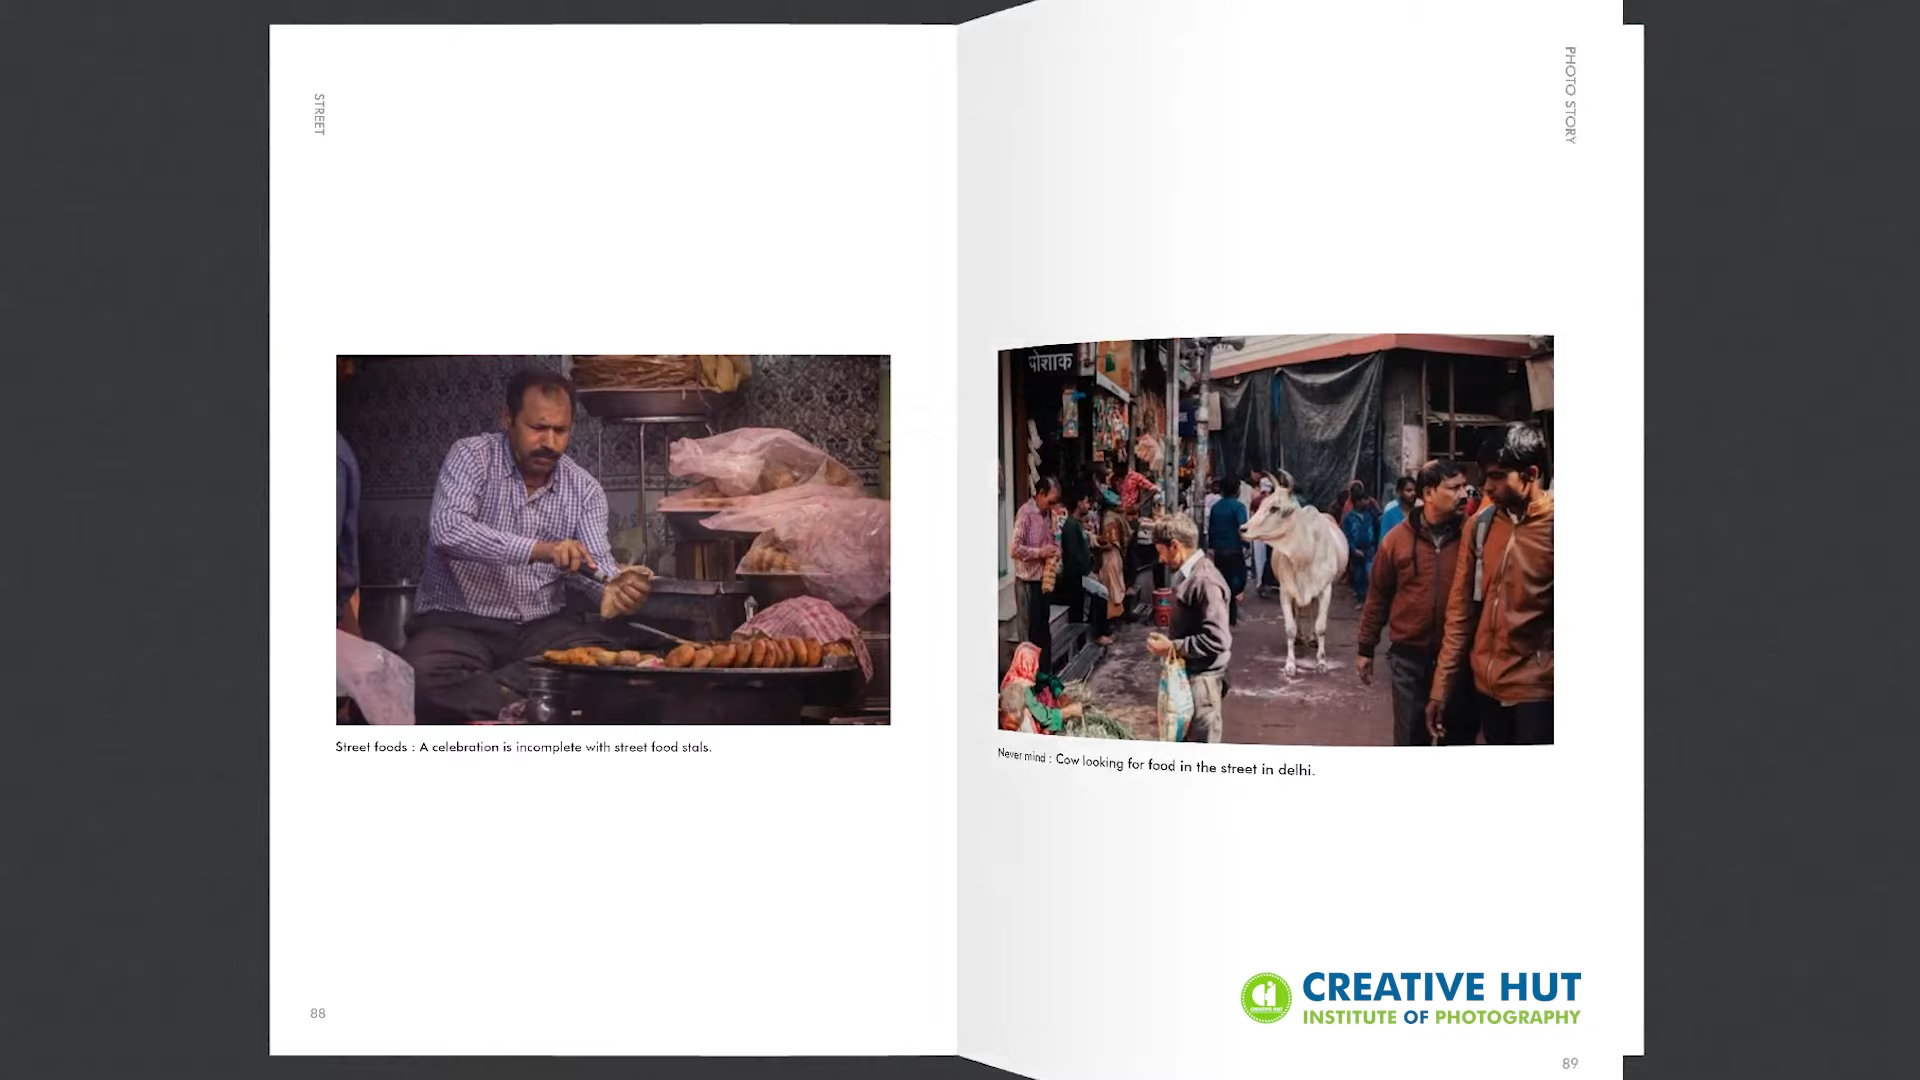 STREET
Street foods : A celebration is incomplete with street food stals.
88
PHOTO STORY
पोशाक
Never mind : Cow looking for food in the street in delhi.
CREATIVE HUT
INSTITUTE OF PHOTOGRAPHY
89